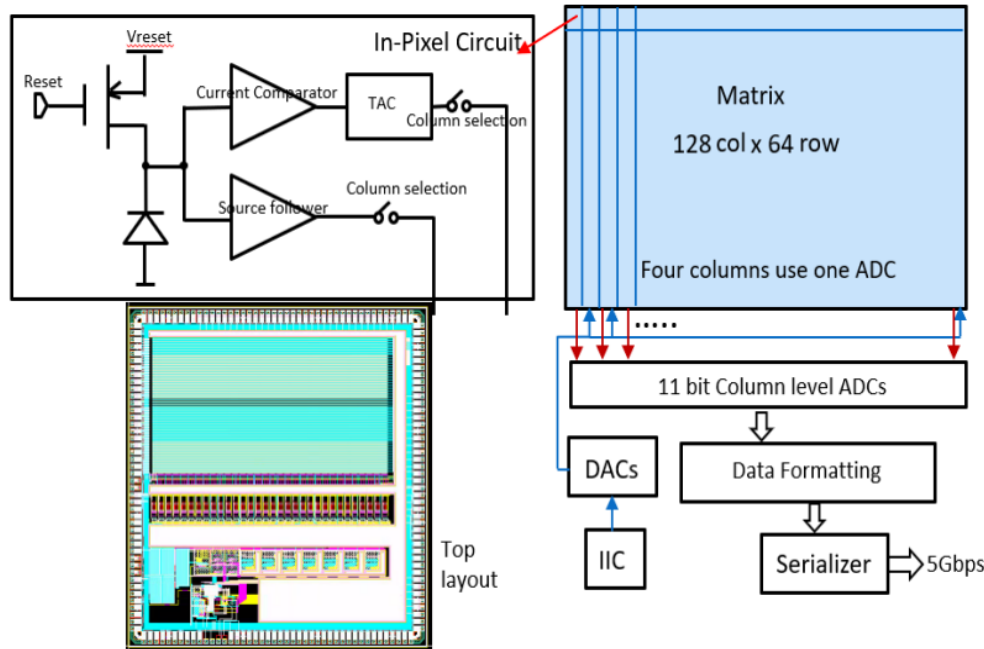 Vreset
In-Pixel Circuit
Reset
Current Comparator
TAC
Column selection
Column selection
Source follower
Matrix
128 col x 64 row
Four columns use one ADC
.....
11 bit Column level ADCs
DACs
Data Formatting
IIC
Serializer
5Gbps
Top
layout